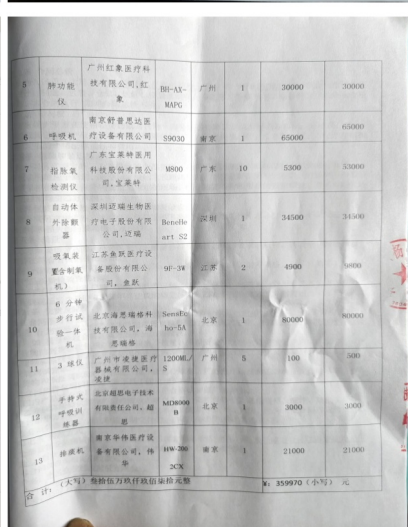 5 肺功能仪 广州红象医疗科技有限公司,红象 BH-AX-MAPG 广州 1 30000 30000
6 呼吸机 南京舒普思达医疗设备有限公司 S9030 南京 1 65000 65000
7 指脉氧检测仪 广东宝莱特医用科技股份有限公司,宝莱特 M800 广东 10 5300 53000
8 自动体外除颤器 深圳迈瑞生物医疗电子股份有限公司,迈瑞 BeneHeart S2 深圳 1 34500 34500
9 吸氧装置(含制氧机) 江苏鱼跃医疗设备股份有限公司,鱼跃 9F-3W 江苏 2 4900 9800
10 6 分钟步行试验一体机 北京海思瑞格科技有限公司,海思瑞格 SensEcho-5A 北京 1 80000 80000
11 3 球仪 广州市凌捷医疗器械有限公司,凌捷 1200ML/S 广州 5 100 500
12 手持式呼吸训练器 北京超思电子技术有限责任公司,超思 MD8000B 北京 1 3000 3000
13 排痰机 南京华伟医疗设备有限公司,伟华 HW-2002CX 南京 1 21000 21000
合 计:(大写)叁拾伍万玖仟玖佰柒拾元整 ¥: 359970(小写) 元